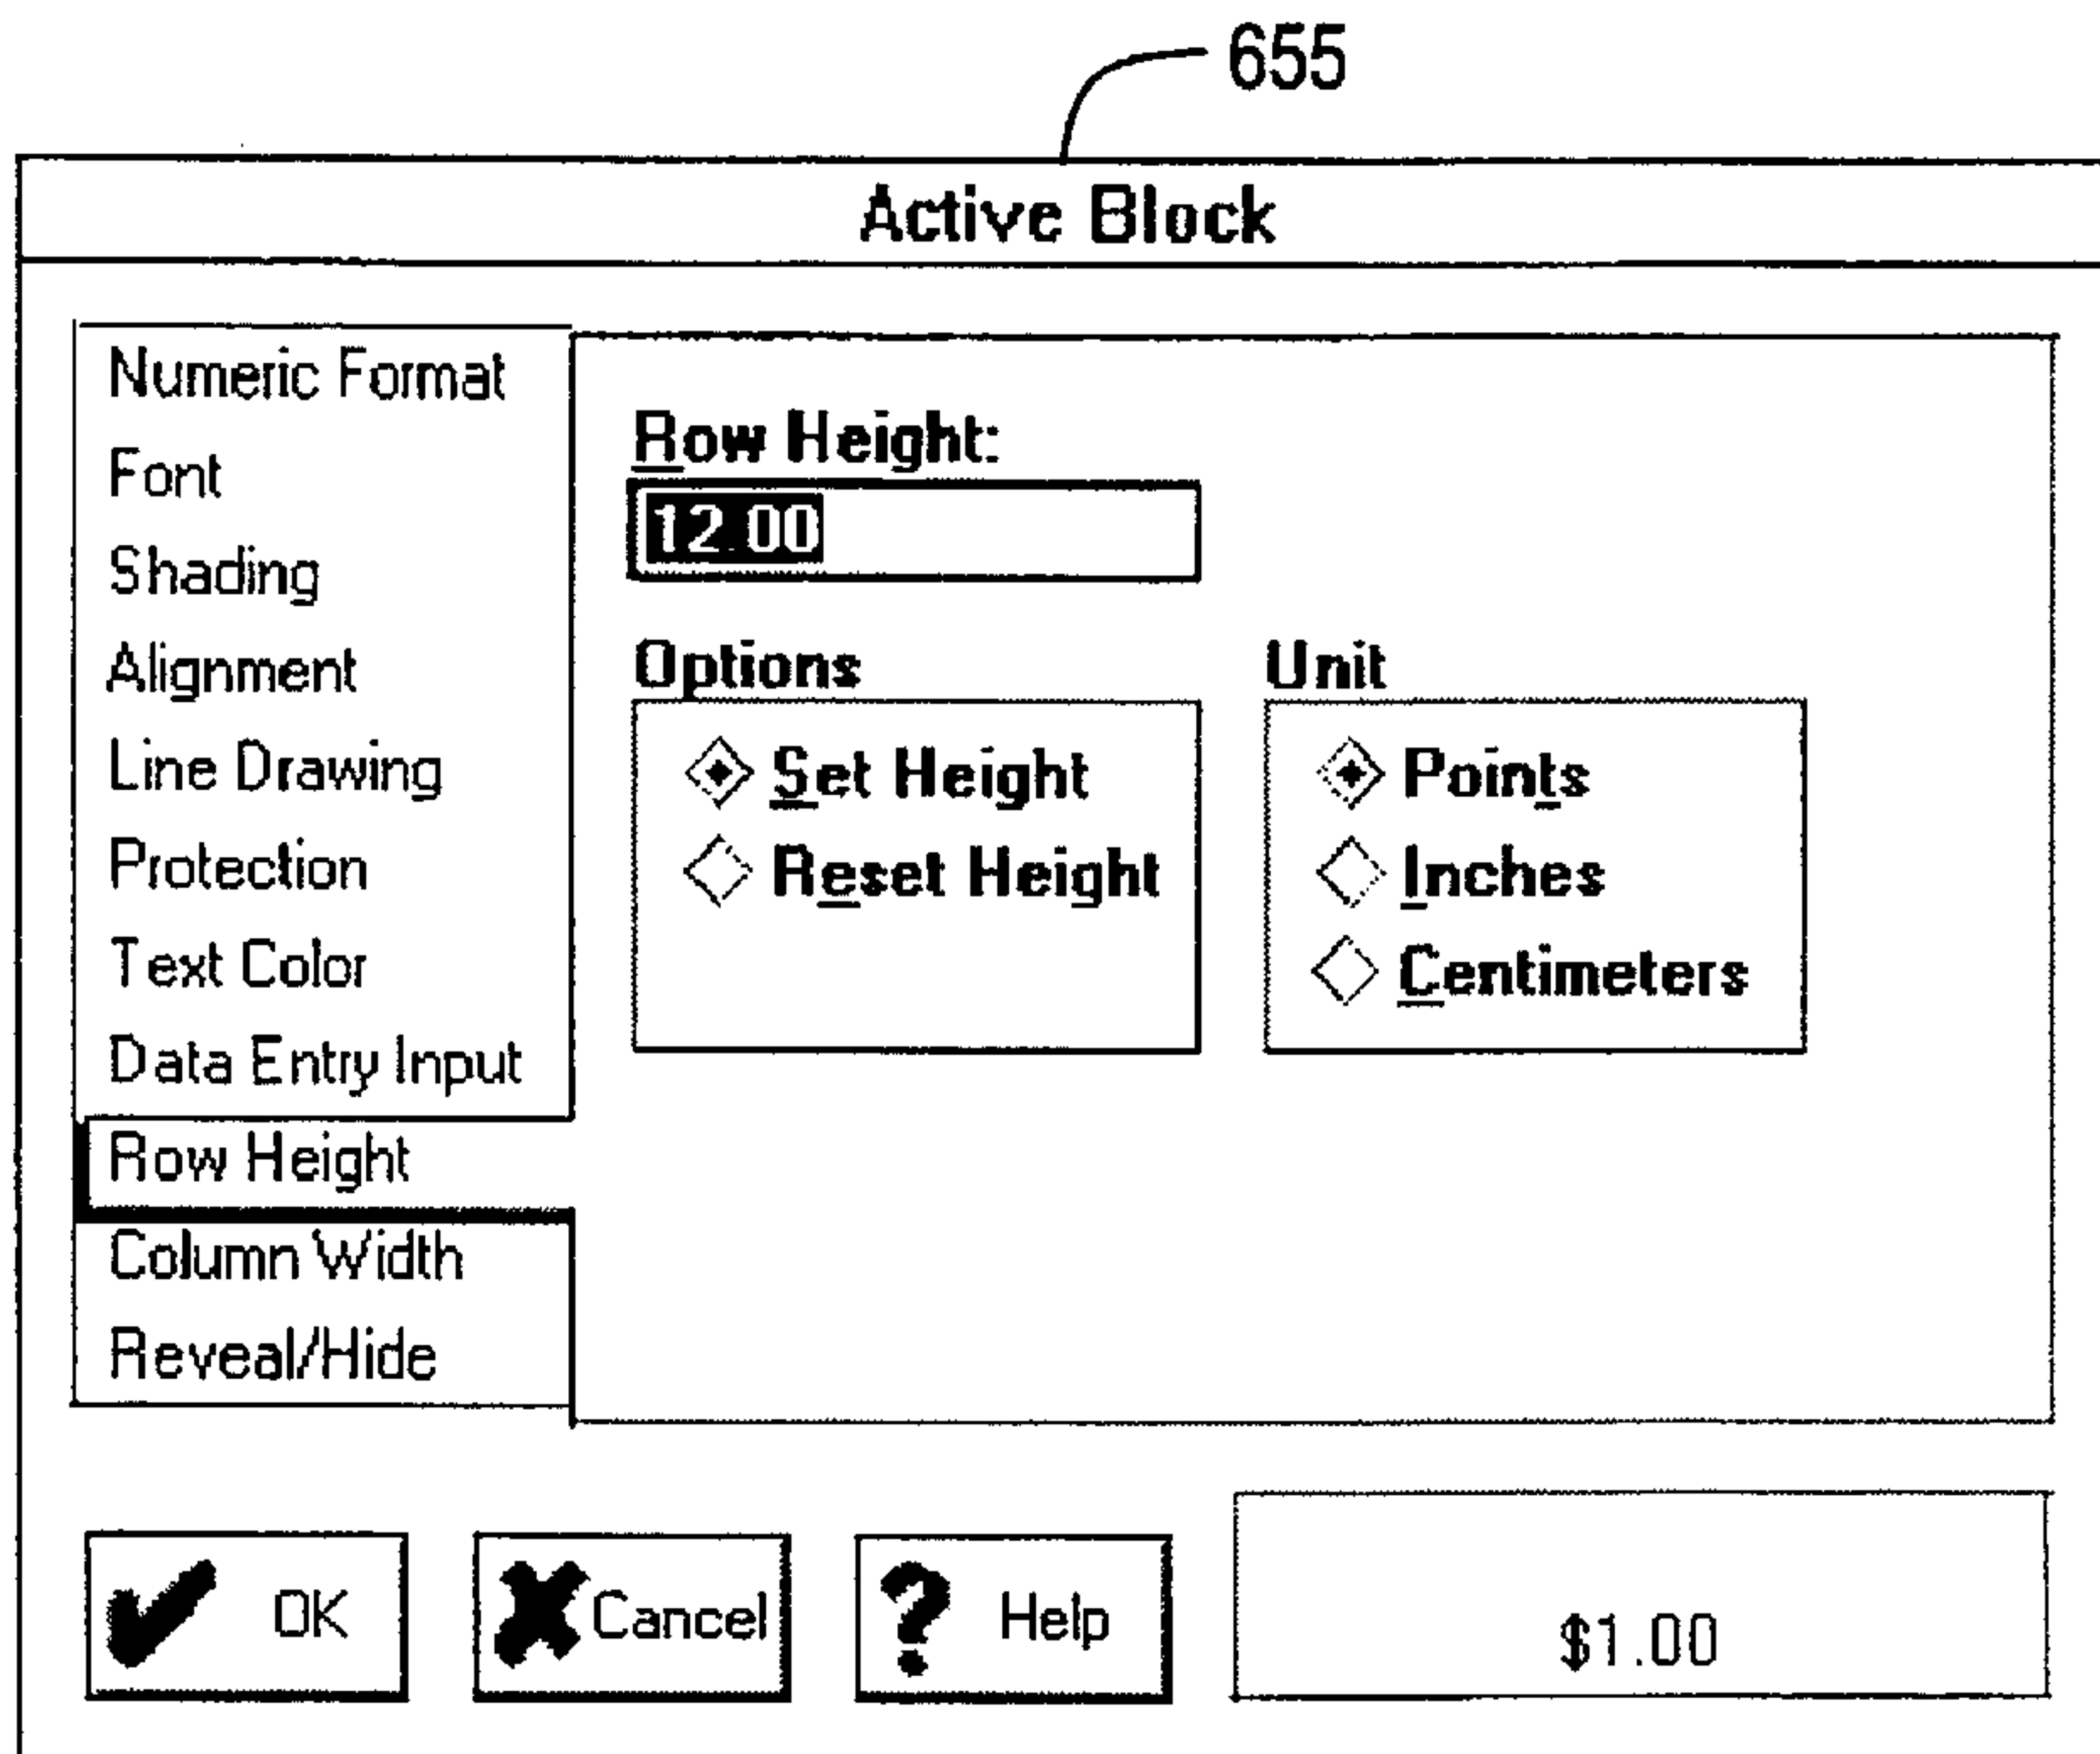 655
Active Block
Numeric Format
Font
Shading
Alignment
Line Drawing
Protection
Text Color
Data Entry Input
Row Height
Column Width
Reveal/Hide
Row Height:
12.00
Options
Set Height
Reset Height
Unit
Points
Inches
Centimeters
OK
Cancel
Help
$1.00